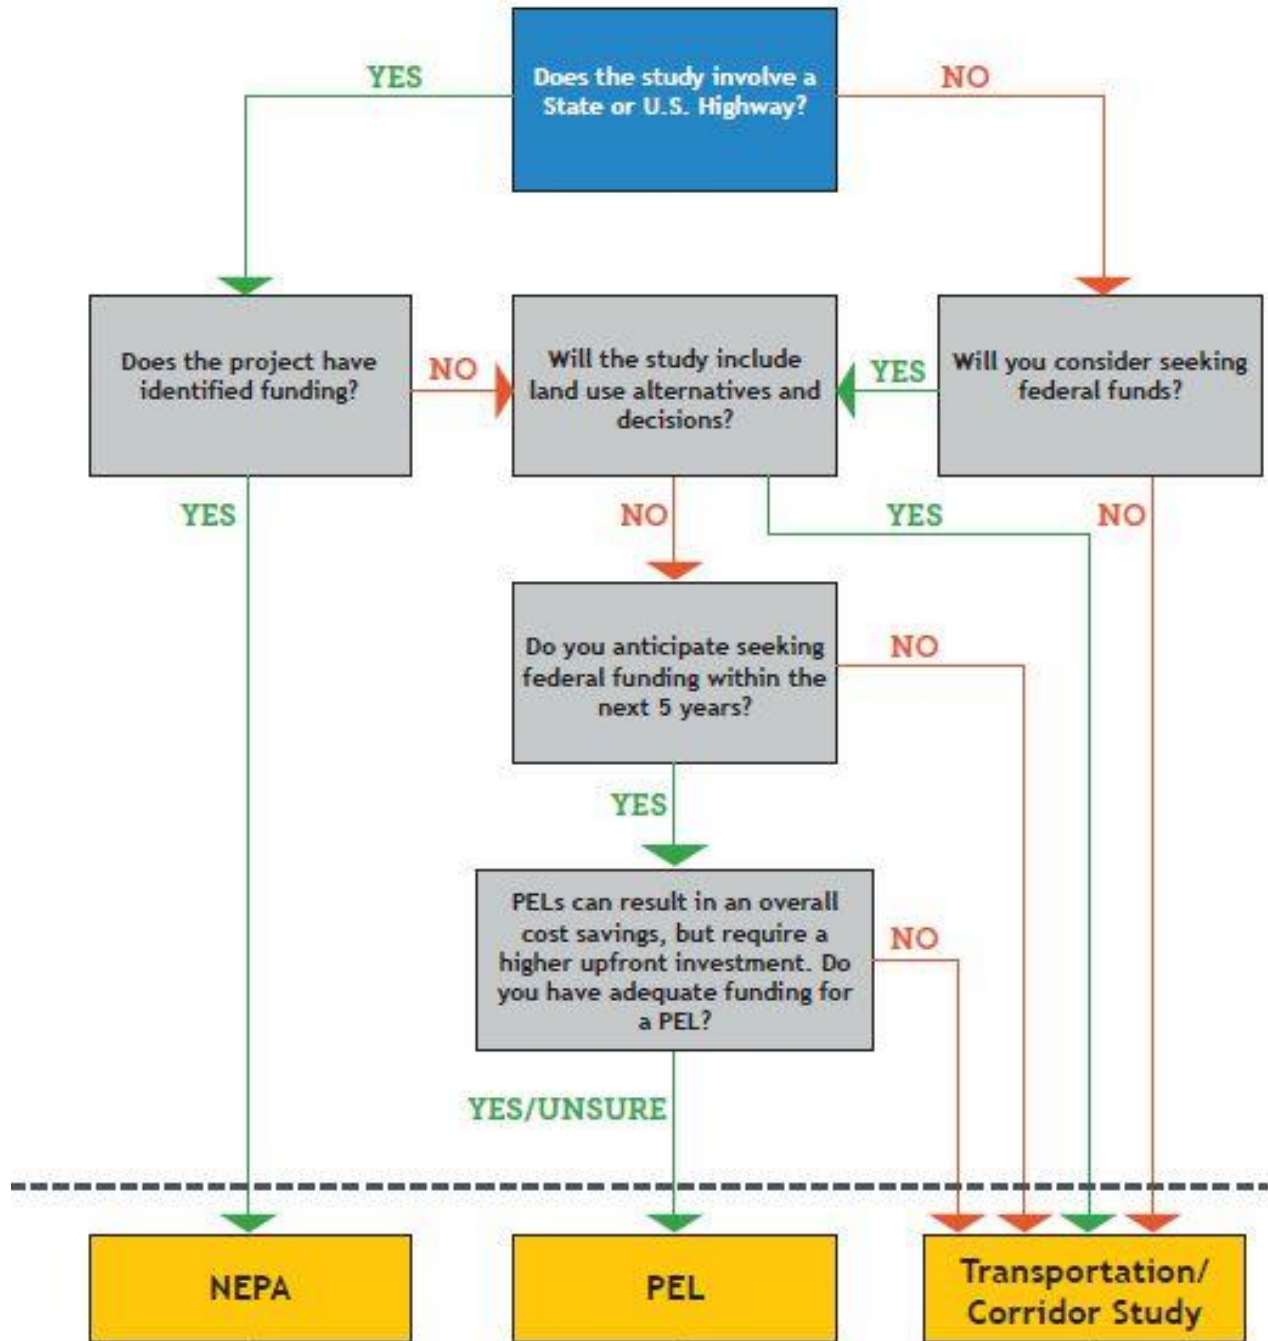 Does the study involve a
State or U.S. Highway?
YES
NO
Does the project have
identified funding?
NO
Will the study include
land use alternatives and
decisions?
YES
Will you consider seeking
federal funds?
YES
NO
YES
NO
Do you anticipate seeking
federal funding within the
next 5 years?
NO
YES
PELs can result in an overall
cost savings, but require a
higher upfront investment. Do
you have adequate funding for
a PEL?
NO
YES/UNSURE
NEPA
PEL
Transportation/
Corridor Study